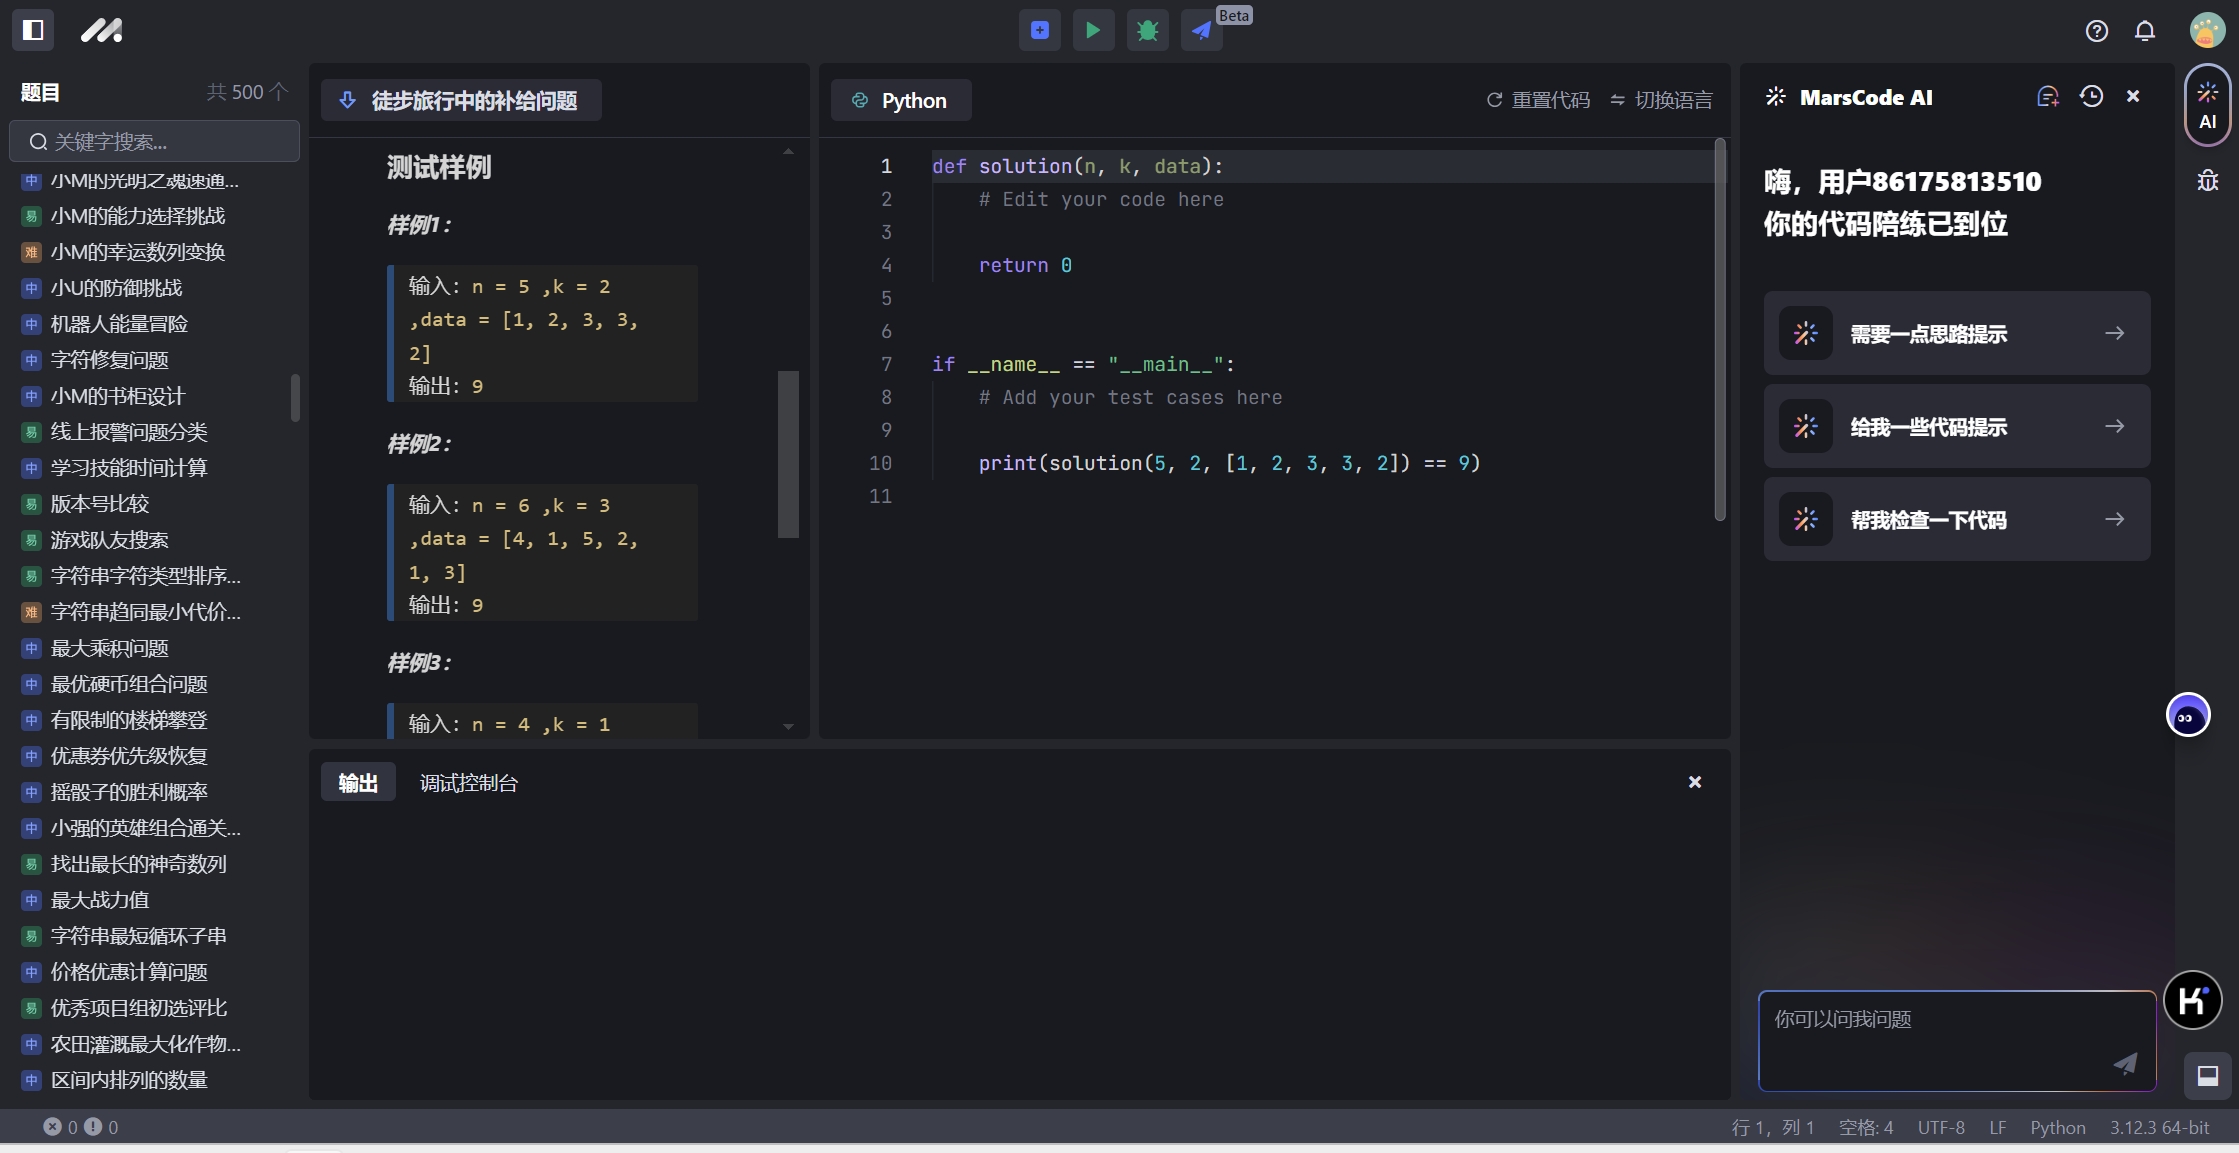 Beta
题目
共 500 个
关键字搜索...
中 小M的光明之魂速通...
易 小M的能力选择挑战
难 小M的幸运数列变换
中 小U的防御挑战
中 机器人能量冒险
中 字符修复问题
中 小M的书柜设计
易 线上报警问题分类
中 学习技能时间计算
易 版本号比较
易 游戏队友搜索
易 字符串字符类型排序...
难 字符串趋同最小代价...
中 最大乘积问题
中 最优硬币组合问题
中 有限制的楼梯攀登
中 优惠券优先级恢复
中 摇骰子的胜利概率
中 小强的英雄组合通关...
易 找出最长的神奇数列
中 最大战力值
易 字符串最短循环子串
中 价格优惠计算问题
易 优秀项目组初选评比
中 农田灌溉最大化作物...
中 区间内排列的数量
徒步旅行中的补给问题
测试样例
样例1：
输入：n = 5 ,k = 2
,data = [1, 2, 3, 3,
2]
输出：9
样例2：
输入：n = 6 ,k = 3
,data = [4, 1, 5, 2,
1, 3]
输出：9
样例3：
输入：n = 4 ,k = 1
Python
重置代码
切换语言
1 def solution(n, k, data):
2 # Edit your code here
3
4 return 0
5
6
7 if __name__ == "__main__":
8 # Add your test cases here
9
10 print(solution(5, 2, [1, 2, 3, 3, 2]) == 9)
11
输出
调试控制台
MarsCode AI
嗨，用户86175813510
你的代码陪练已到位
需要一点思路提示
给我一些代码提示
帮我检查一下代码
你可以问我问题
AI
K
0 0
行 1，列 1
空格: 4
UTF-8
LF
Python
3.12.3 64-bit